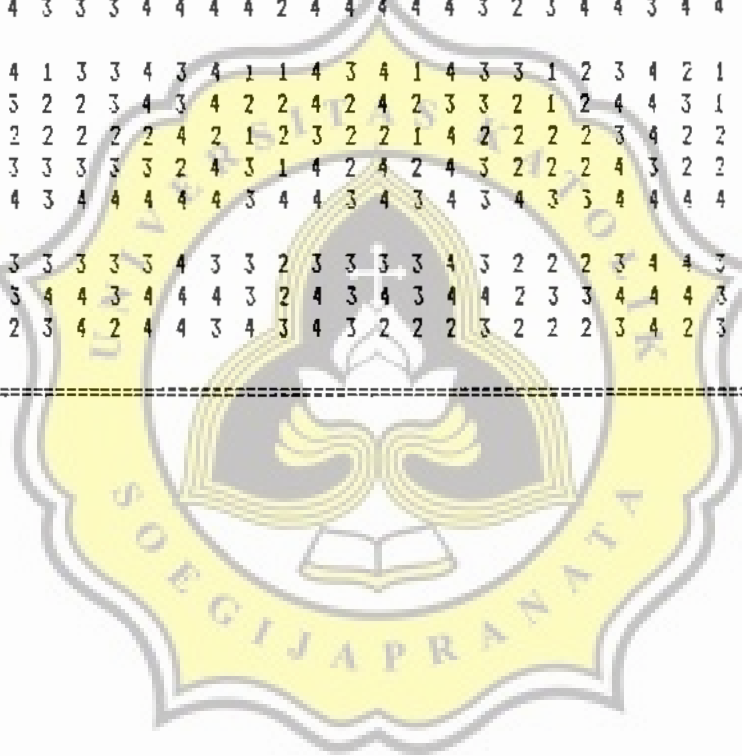 4 3 3 3 4 4 4 4 2 4 4 4 4 4 3 2 3 4 4 3 4 4
4 1 3 3 4 3 4 1 1 4 3 4 1 4 3 3 1 2 3 4 2 1
3 2 2 3 4 3 4 2 2 4 2 4 2 3 3 2 1 2 4 4 3 1
2 2 2 2 2 4 2 1 2 3 2 2 1 4 2 2 2 2 3 4 2 2
3 3 3 3 3 2 4 3 1 4 2 4 2 4 3 2 2 2 4 3 2 2
4 3 4 4 4 4 4 3 4 4 3 4 3 4 3 4 3 3 4 4 4 4
3 3 3 3 3 4 3 3 2 3 3 3 3 4 3 2 2 2 3 4 4 3
3 4 4 3 4 4 4 3 2 4 3 4 3 4 4 2 3 3 4 4 4 3
2 3 4 2 4 4 3 4 3 4 3 2 2 2 3 2 2 2 3 4 2 3
UNIVERSITAS KATOLIK
SOEGIJAPRANATA